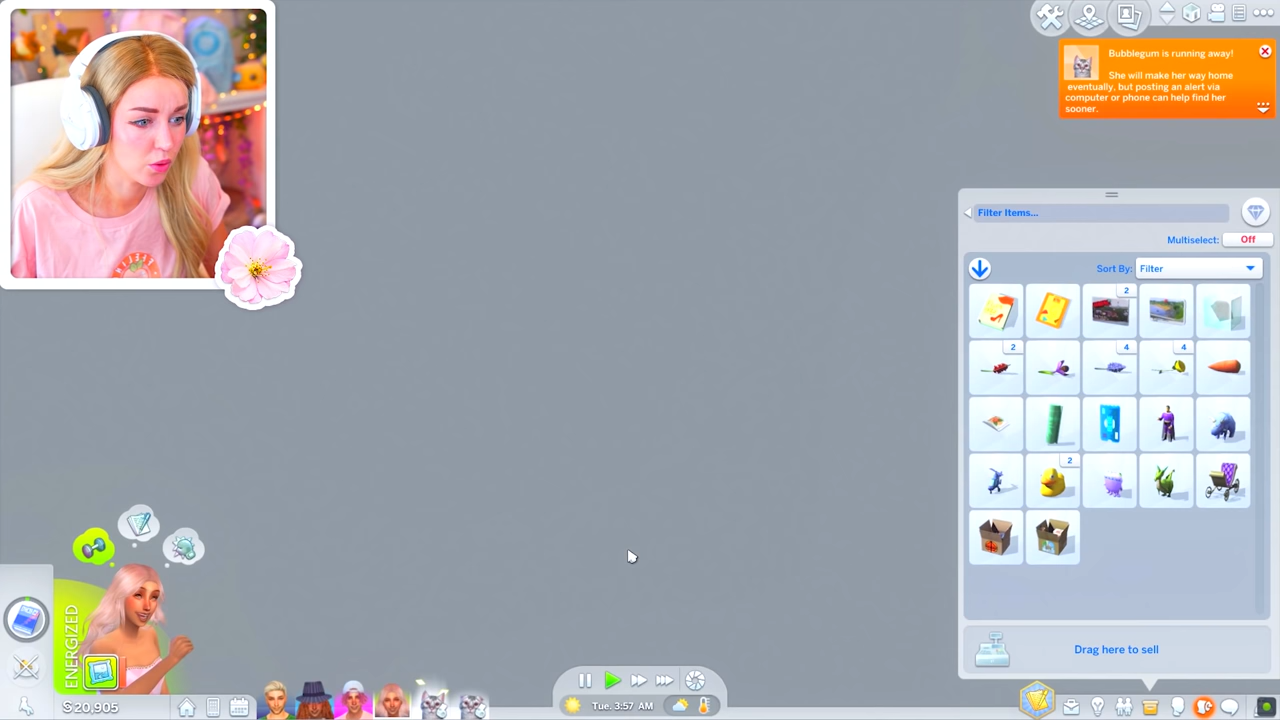 Bubblegum is running away!
She will make her way home
eventually, but posting an alert via
computer or phone can help find her
sooner.
Filter Items...
Multiselect: Off
Sort By: Filter
2
2
4
4
2
Drag here to sell
ENERGIZED
§20,905
Tue. 3:57 AM